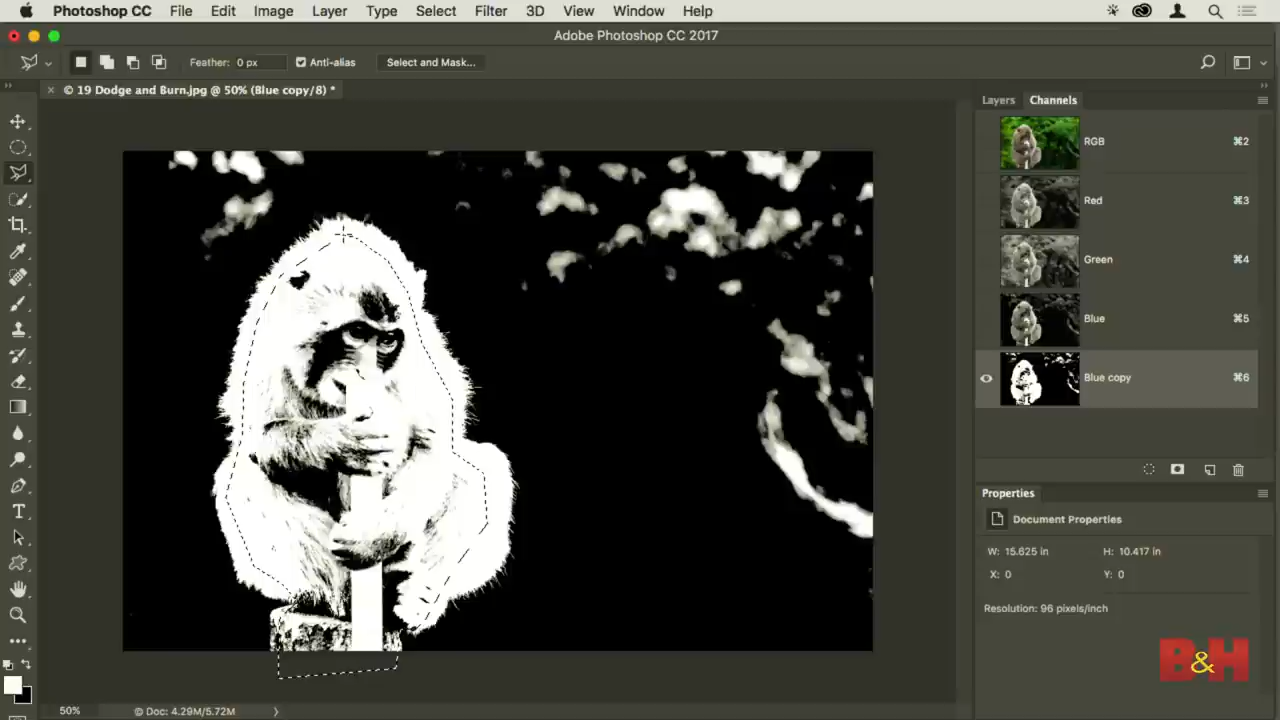 Photoshop CC File Edit Image Layer Type Select Filter 3D View Window Help
Adobe Photoshop CC 2017
Feather: 0 px Anti-alias Select and Mask...
× © 19 Dodge and Burn.jpg @ 50% (Blue copy/8) *
Layers Channels
RGB ⌘2
Red ⌘3
Green ⌘4
Blue ⌘5
Blue copy ⌘6
Properties
Document Properties
W: 15.625 in H: 10.417 in
X: 0 Y: 0
Resolution: 96 pixels/inch
B&H
50% © Doc: 4.29M/5.72M